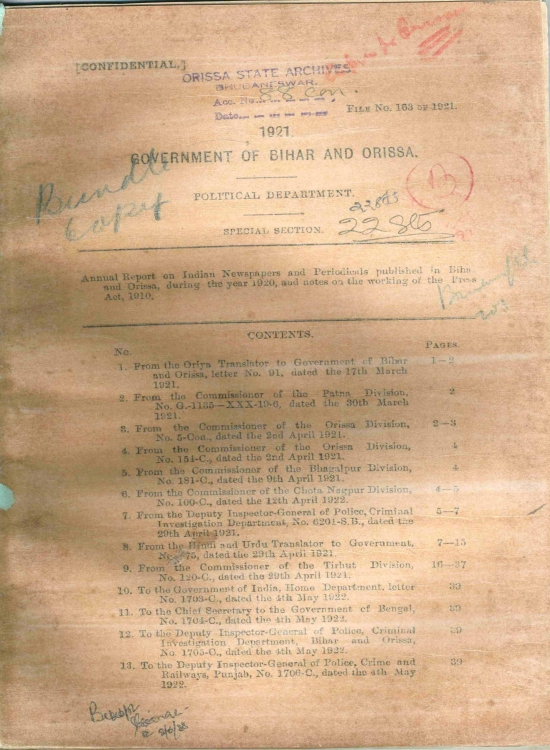 [CONFIDENTIAL.]
ORISSA STATE ARCHIVES
BHUBANESWAR.
Acc. No. 88 Con.
Date
FILE No. 163 OF 1921.
1921.
GOVERNMENT OF BIHAR AND ORISSA.
Bundle
Copy
POLITICAL DEPARTMENT.
B
SPECIAL SECTION.
Annual Report on Indian Newspapers and Periodicals published in Bihar
and Orissa, during the year 1920, and notes on the working of the Press
Act, 1910.
CONTENTS.
No. PAGES.
1. From the Oriya Translator to Government of Bihar 1—2
and Orissa, letter No. 91, dated the 17th March
1921.
2. From the Commissioner of the Patna Division, 2
No. G.-1135—XXX-19-6, dated the 30th March
1921.
3. From the Commissioner of the Orissa Division, 2—3
No. 5-Con., dated the 2nd April 1921.
4. From the Commissioner of the Orissa Division, 4
No. 154-C., dated the 2nd April 1921.
5. From the Commissioner of the Bhagalpur Division, 4
No. 181-C., dated the 9th April 1921.
6. From the Commissioner of the Chota Nagpur Division, 4—5
No. 100-C., dated the 12th April 1922.
7. From the Deputy Inspector-General of Police, Criminal 5—7
Investigation Department, No. 6201-S.B., dated the
29th April 1921.
8. From the Hindi and Urdu Translator to Government, 7—15
75, dated the 29th April 1921.
9. From the Commissioner of the Tirhut Division, 16—37
No. 120-C., dated the 29th April 1921.
10. To the Government of India, Home Department, letter 39
No. 1703-C., dated the 4th May 1922.
11. To the Chief Secretary to the Government of Bengal, 39
No. 1704-C., dated the 4th May 1922.
12. To the Deputy Inspector-General of Police, Criminal 39
Investigation Department, Bihar and Orissa,
No. 1705-C., dated the 4th May 1922.
13. To the Deputy Inspector-General of Police, Crime and 39
Railways, Punjab, No. 1706-C., dated the 4th May
1922.